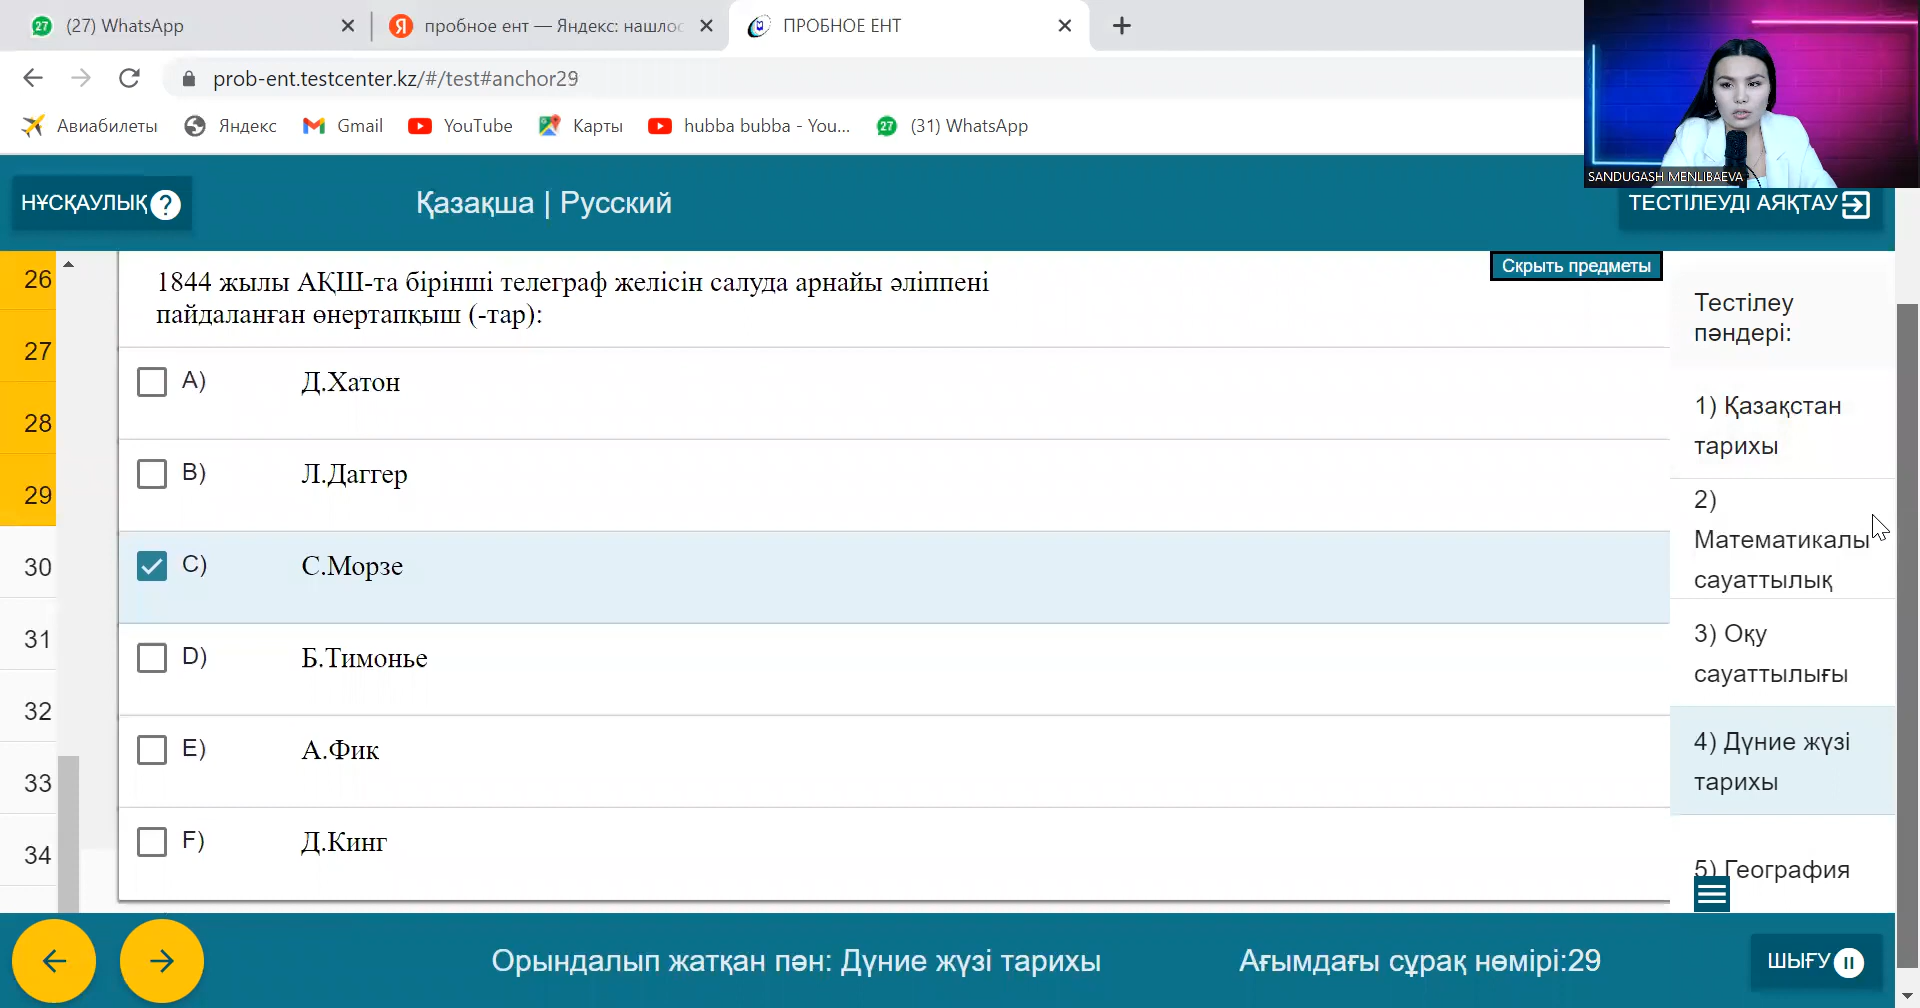 27 (27) WhatsApp
Я пробное ент — Яндекс: нашлос
ПРОБНОЕ ЕНТ
prob-ent.testcenter.kz/#/test#anchor29
Авиабилеты
Яндекс
Gmail
YouTube
Карты
hubba bubba - You...
27 (31) WhatsApp
SANDUGASH MENLIBAEVA
НҰСҚАУЛЫҚ ?
Қазақша | Русский
ТЕСТІЛЕУДІ АЯҚТАУ
26
27
28
29
30
31
32
33
34
1844 жылы АҚШ-та бірінші телеграф желісін салуда арнайы әліппені
пайдаланған өнертапқыш (-тар):
A) Д.Хатон
B) Л.Даггер
C) С.Морзе
D) Б.Тимонье
E) А.Фик
F) Д.Кинг
Скрыть предметы
Тестілеу
пәндері:
1) Қазақстан
тарихы
2)
Математикалы
сауаттылық
3) Оқу
сауаттылығы
4) Дүние жүзі
тарихы
5) География
Орындалып жатқан пән: Дүние жүзі тарихы
Ағымдағы сұрақ нөмірі:29
ШЫҒУ